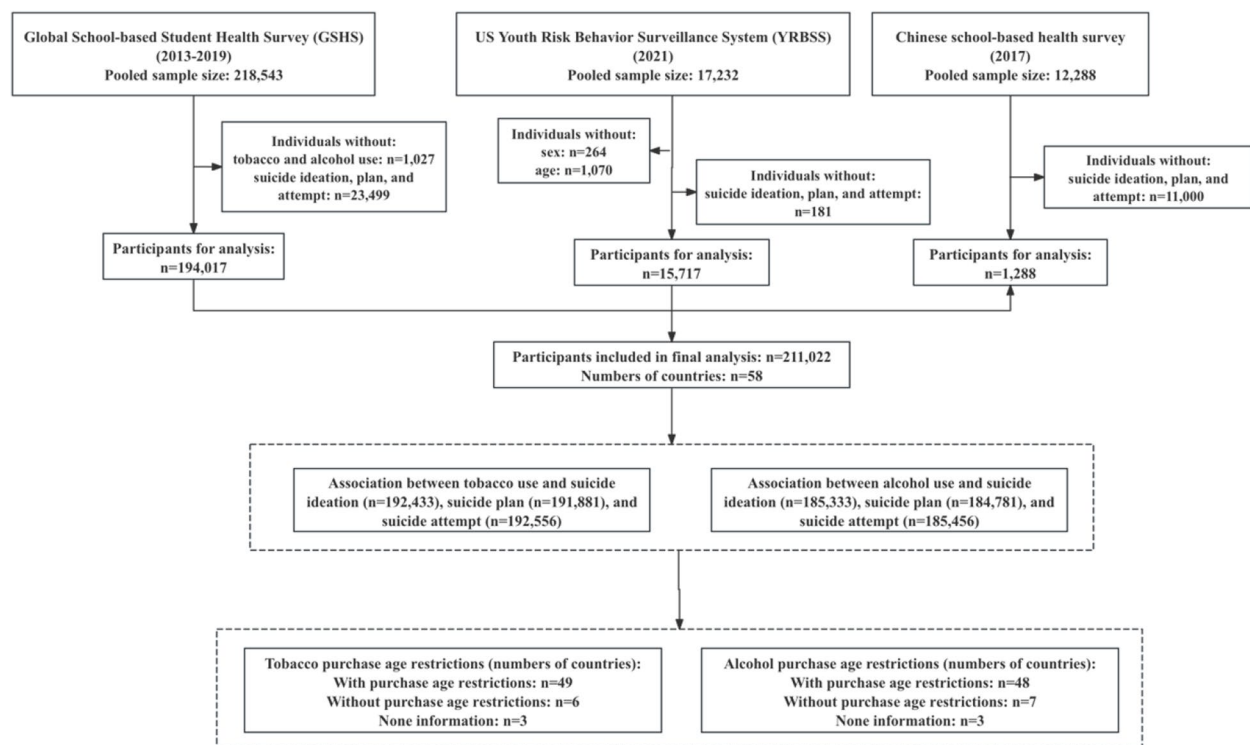 Global School-based Student Health Survey (GSHS)
(2013-2019)
Pooled sample size: 218,543
US Youth Risk Behavior Surveillance System (YRBSS)
(2021)
Pooled sample size: 17,232
Chinese school-based health survey
(2017)
Pooled sample size: 12,288
Individuals without:
tobacco and alcohol use: n=1,027
suicide ideation, plan, and
attempt: n=23,499
Individuals without:
sex: n=264
age: n=1,070
Individuals without:
suicide ideation, plan, and attempt:
n=181
Individuals without:
suicide ideation, plan, and
attempt: n=11,000
Participants for analysis:
n=194,017
Participants for analysis:
n=15,717
Participants for analysis:
n=1,288
Participants included in final analysis: n=211,022
Numbers of countries: n=58
Association between tobacco use and suicide
ideation (n=192,433), suicide plan (n=191,881), and
suicide attempt (n=192,556)
Association between alcohol use and suicide
ideation (n=185,333), suicide plan (n=184,781), and
suicide attempt (n=185,456)
Tobacco purchase age restrictions (numbers of countries):
With purchase age restrictions: n=49
Without purchase age restrictions: n=6
None information: n=3
Alcohol purchase age restrictions (numbers of countries):
With purchase age restrictions: n=48
Without purchase age restrictions: n=7
None information: n=3